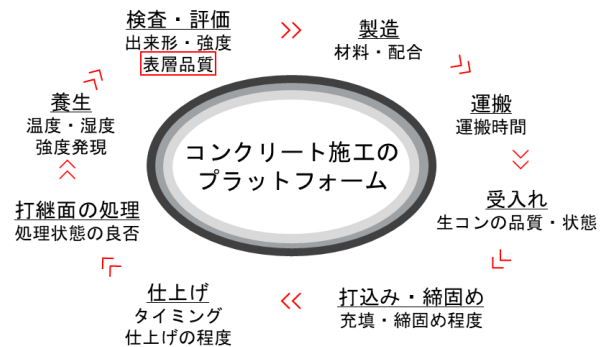 コンクリート施工の
プラットフォーム
製造
材料・配合
運搬
運搬時間
受入れ
生コンの品質・状態
打込み・締固め
充填・締固め程度
仕上げ
タイミング
仕上げの程度
打継面の処理
処理状態の良否
養生
温度・湿度
強度発現
検査・評価
出来形・強度
表層品質